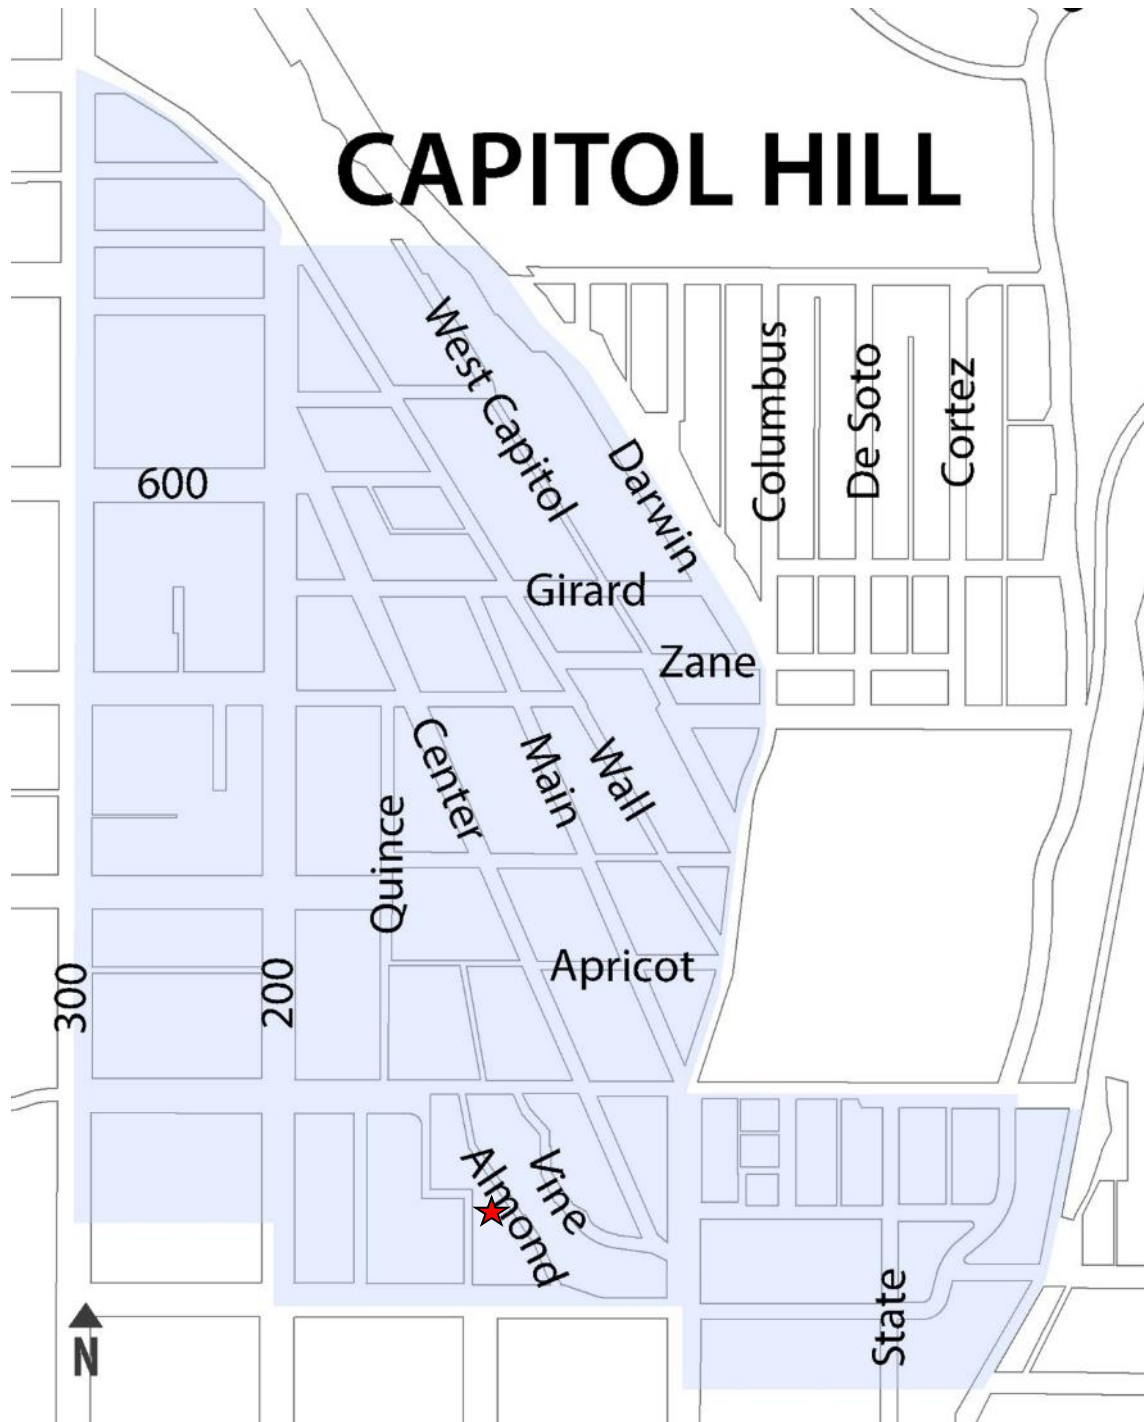 CAPITOL HILL
West Capitol
Columbus
De Soto
Cortez
Darwin
600
Girard
Zane
Center
Main
Wall
Quince
Apricot
300
200
Almond
Vine
State
N